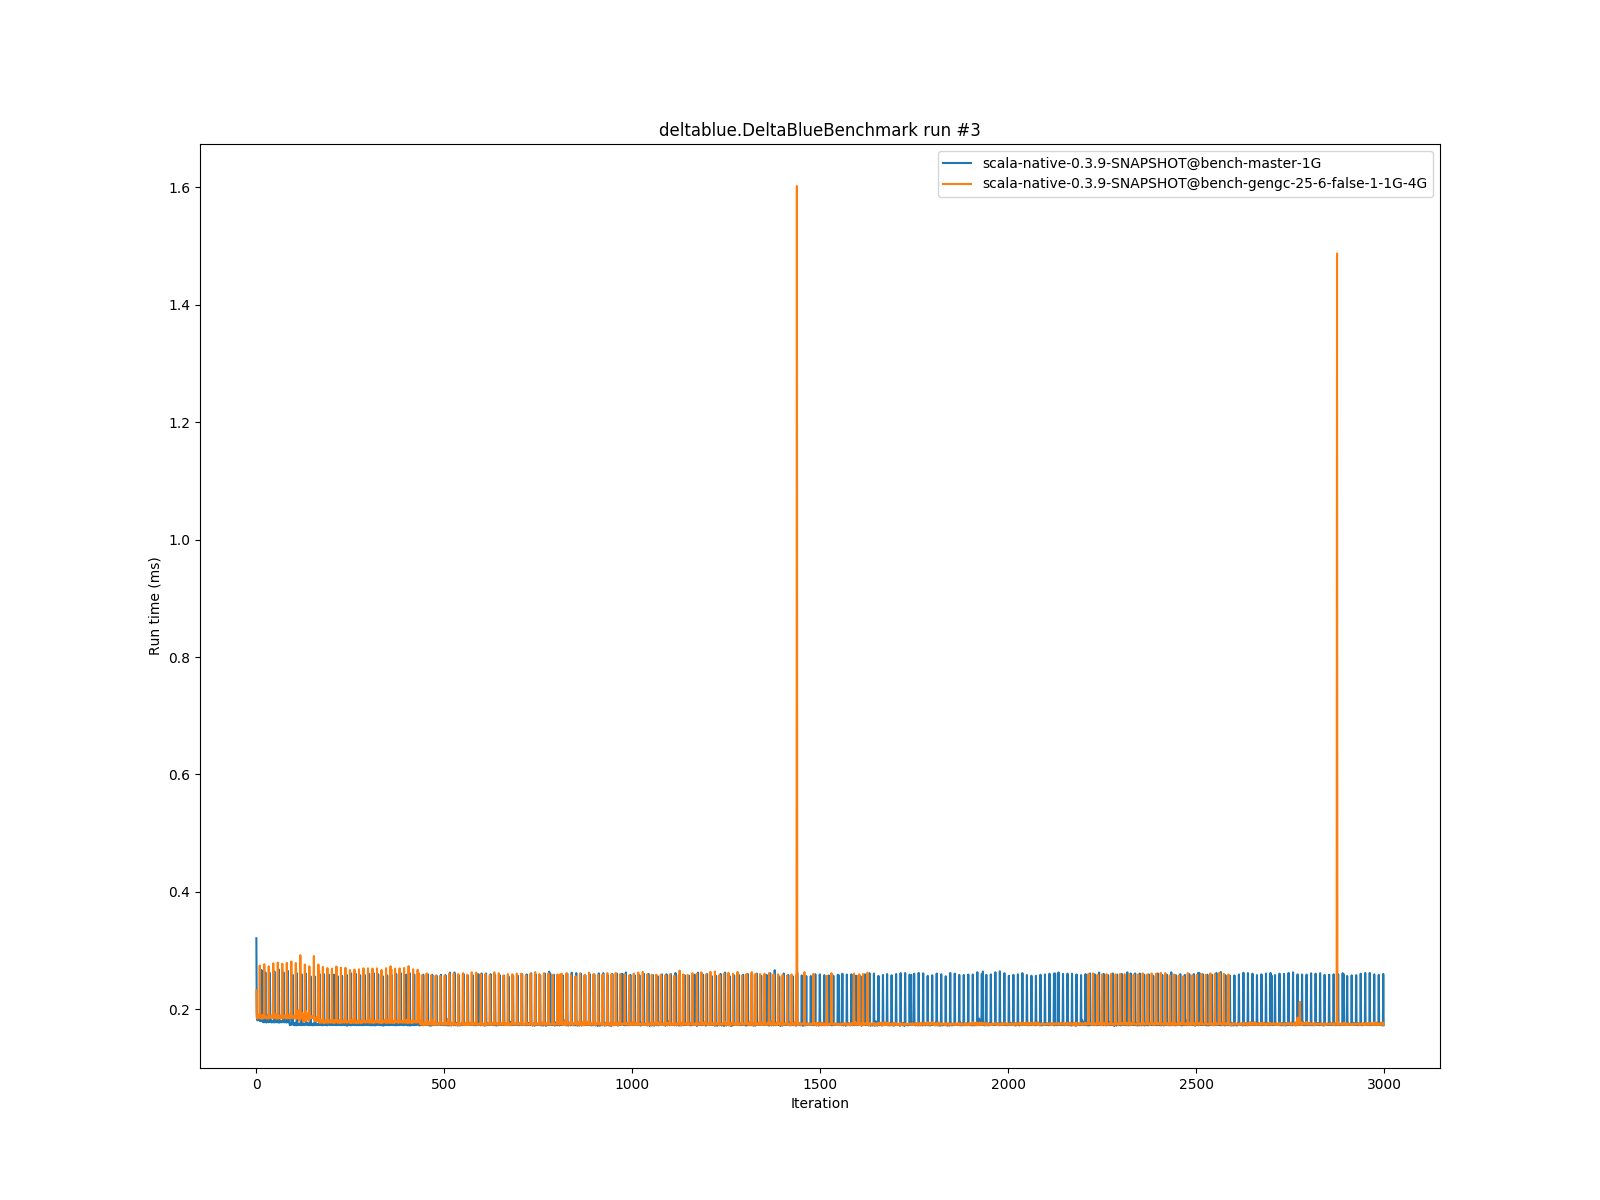 deltablue.DeltaBlueBenchmark run #3
scala-native-0.3.9-SNAPSHOT@bench-master-1G
scala-native-0.3.9-SNAPSHOT@bench-gengc-25-6-false-1-1G-4G
1.6
1.4
1.2
1.0
0.8
0.6
0.4
0.2
Run time (ms)
0 500 1000 1500 2000 2500 3000
Iteration